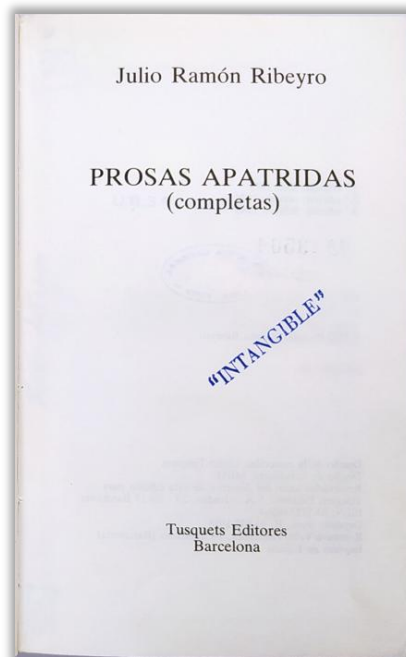 Julio Ramón Ribeyro
PROSAS APATRIDAS
(completas)
"INTANGIBLE"
Tusquets Editores
Barcelona